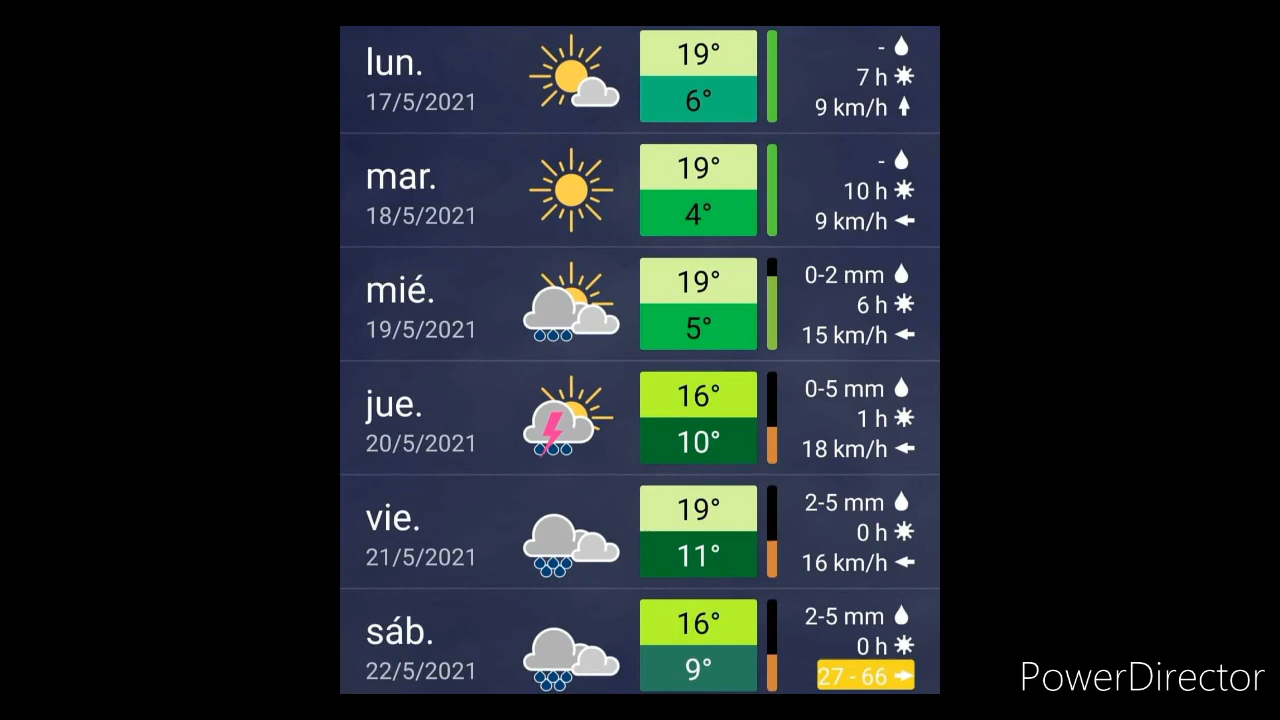 lun.
17/5/2021
19°
6°
-
7 h
9 km/h
mar.
18/5/2021
19°
4°
-
10 h
9 km/h
mié.
19/5/2021
19°
5°
0-2 mm
6 h
15 km/h
jue.
20/5/2021
16°
10°
0-5 mm
1 h
18 km/h
vie.
21/5/2021
19°
11°
2-5 mm
0 h
16 km/h
sáb.
22/5/2021
16°
9°
2-5 mm
0 h
27 - 66
PowerDirector